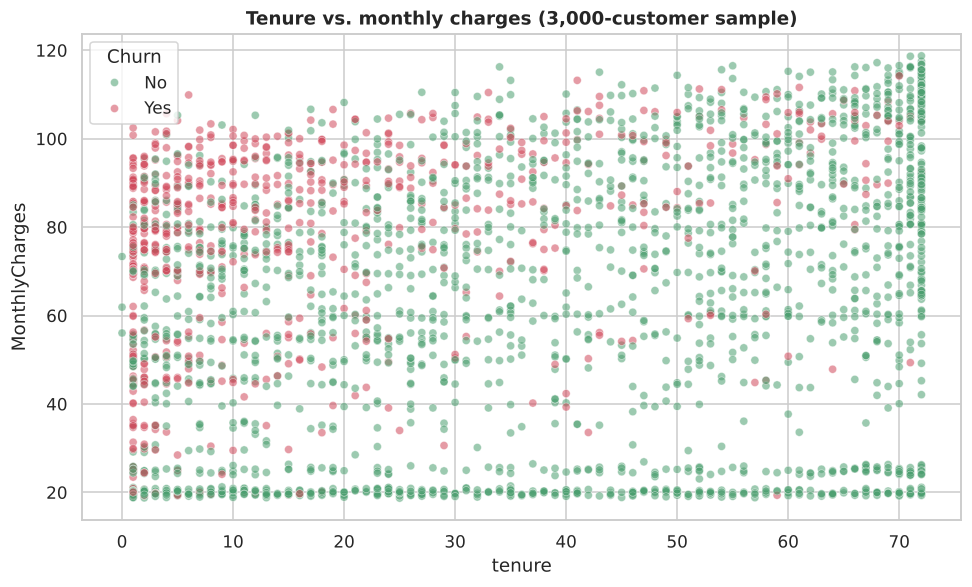 Tenure vs. monthly charges (3,000-customer sample)
120
Churn
No
Yes
100
80
60
40
20
MonthlyCharges
0 10 20 30 40 50 60 70
tenure